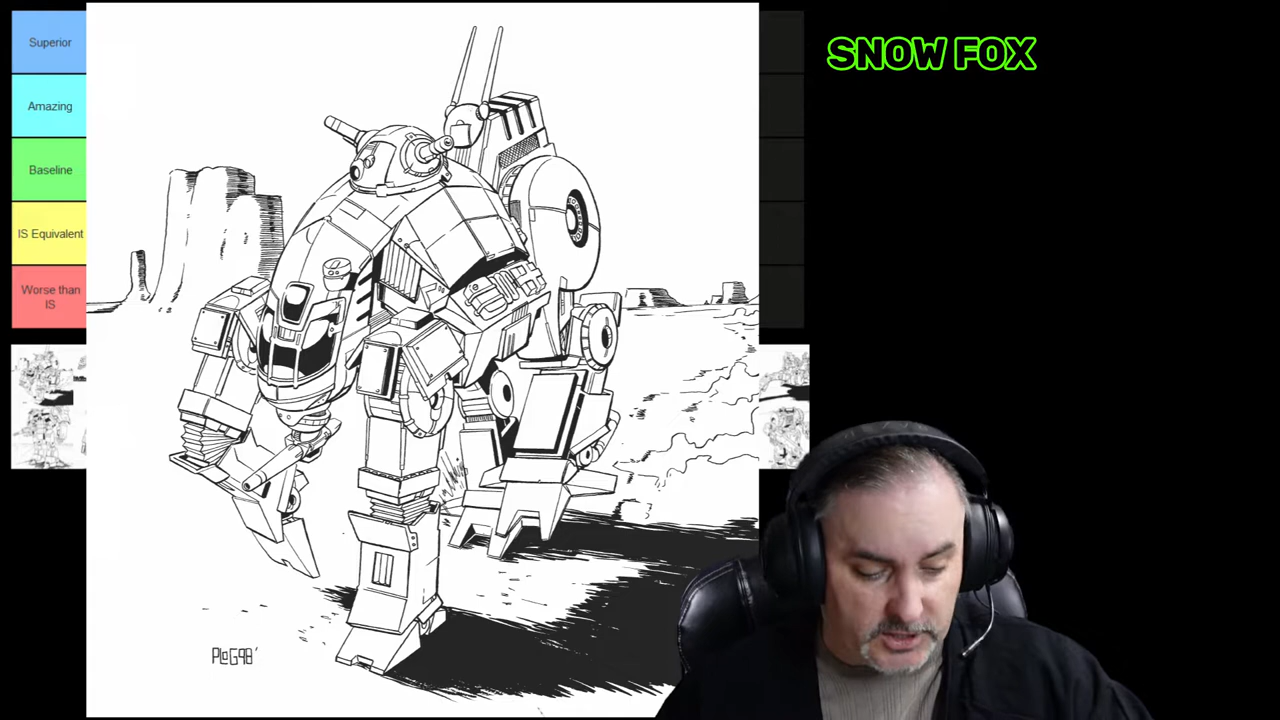 Superior
Amazing
Baseline
IS Equivalent
Worse than
IS
SNOW FOX
PLOG98'